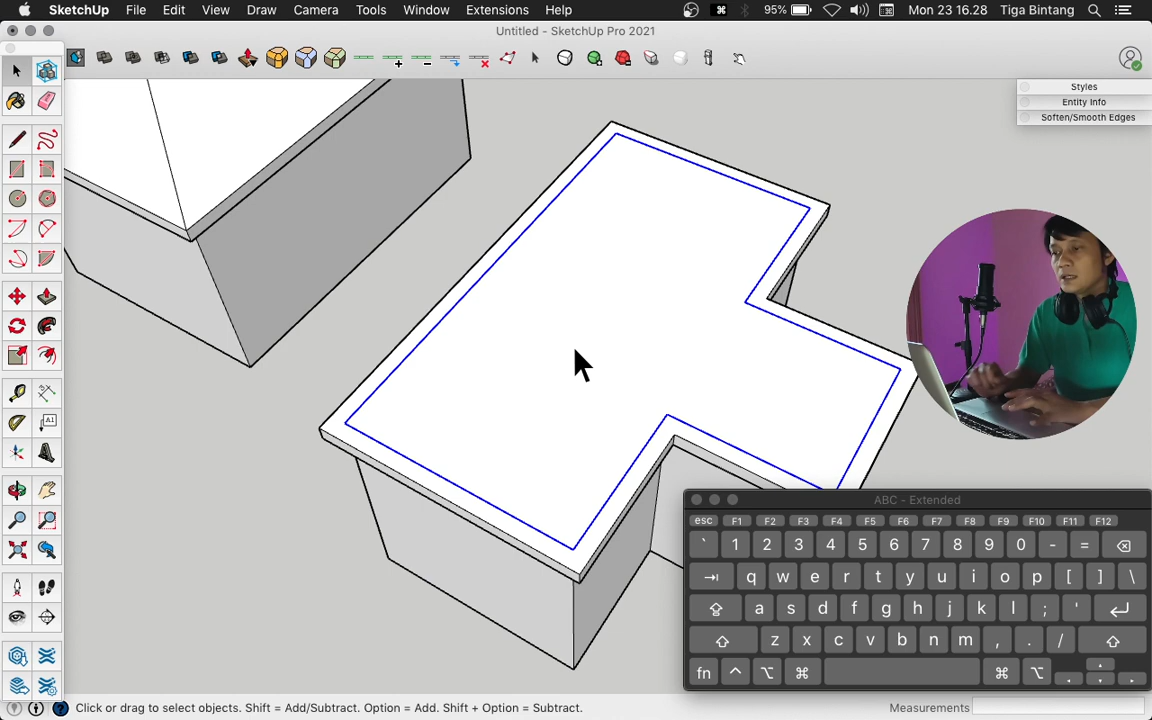 SketchUp File Edit View Draw Camera Tools Window Extensions Help 95% Mon 23 16.28 Tiga Bintang
Untitled - SketchUp Pro 2021
Styles
Entity Info
Soften/Smooth Edges
A1
ABC - Extended
esc F1 F2 F3 F4 F5 F6 F7 F8 F9 F10 F11 F12
` 1 2 3 4 5 6 7 8 9 0 - =
q w e r t y u i o p [ ] \
a s d f g h j k l ; '
z x c v b n m , . /
fn
Click or drag to select objects. Shift = Add/Subtract. Option = Add. Shift + Option = Subtract.
Measurements